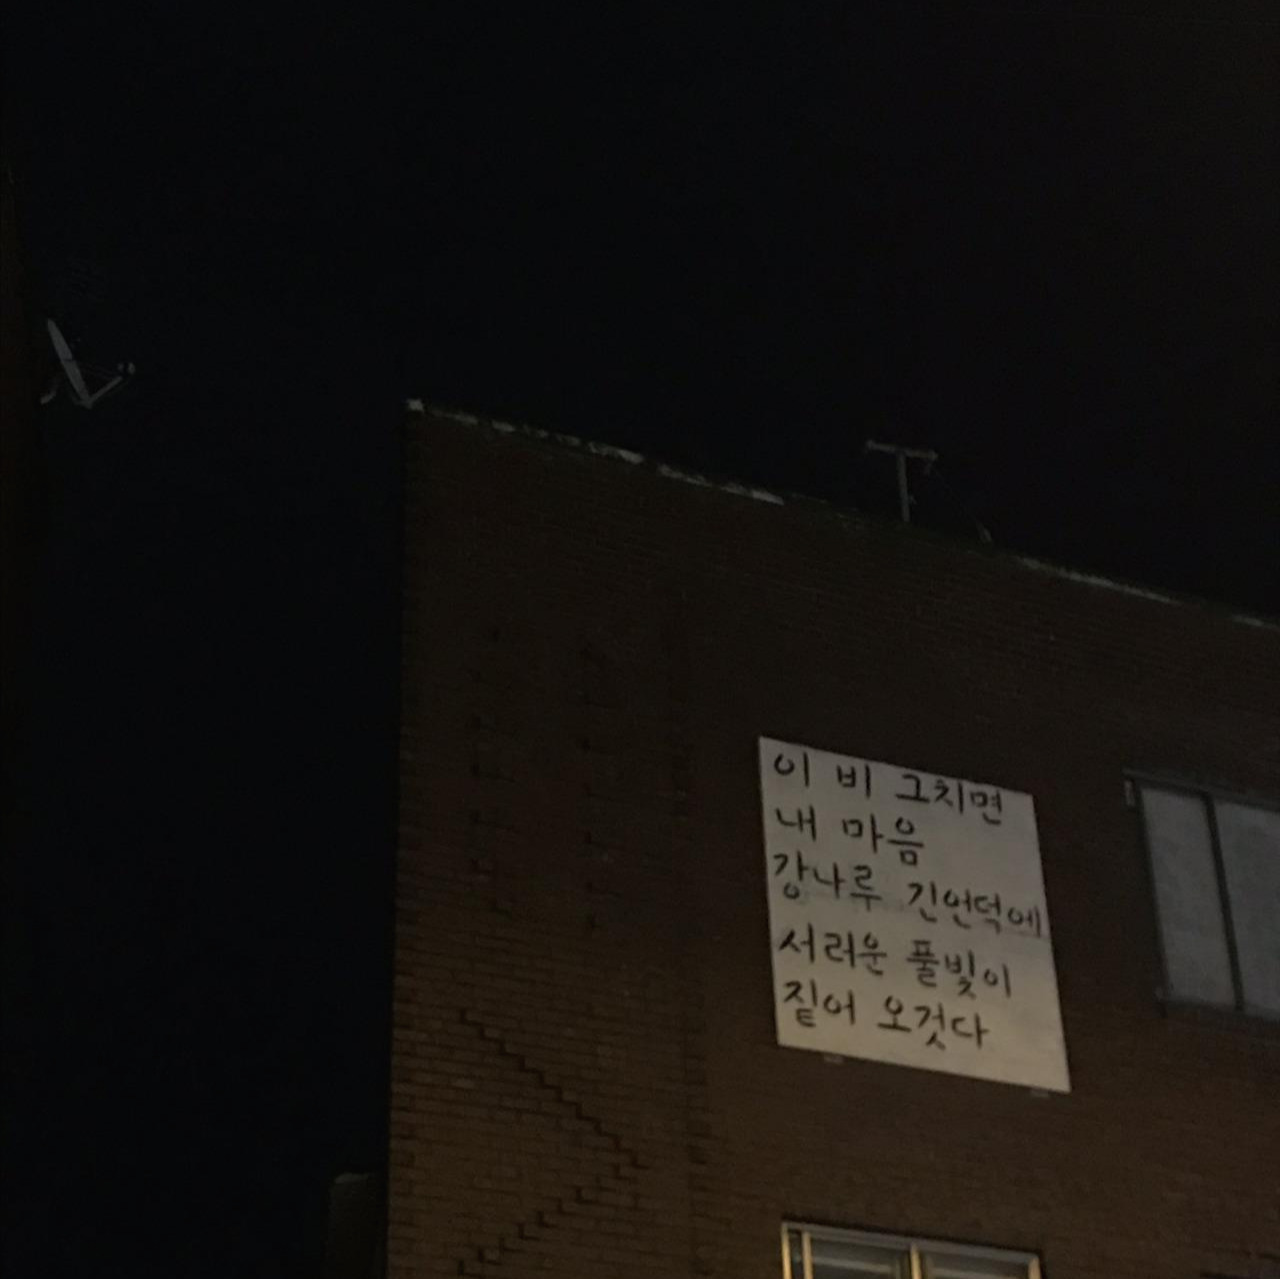 이 비 그치면
내 마음
강나루 긴언덕에
서러운 풀빛이
짙어 오것다